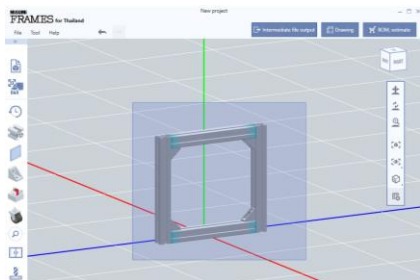 New project
FRAMES for Thailand
File Tool Help
Intermediate file output
Drawing
BOM, estimate